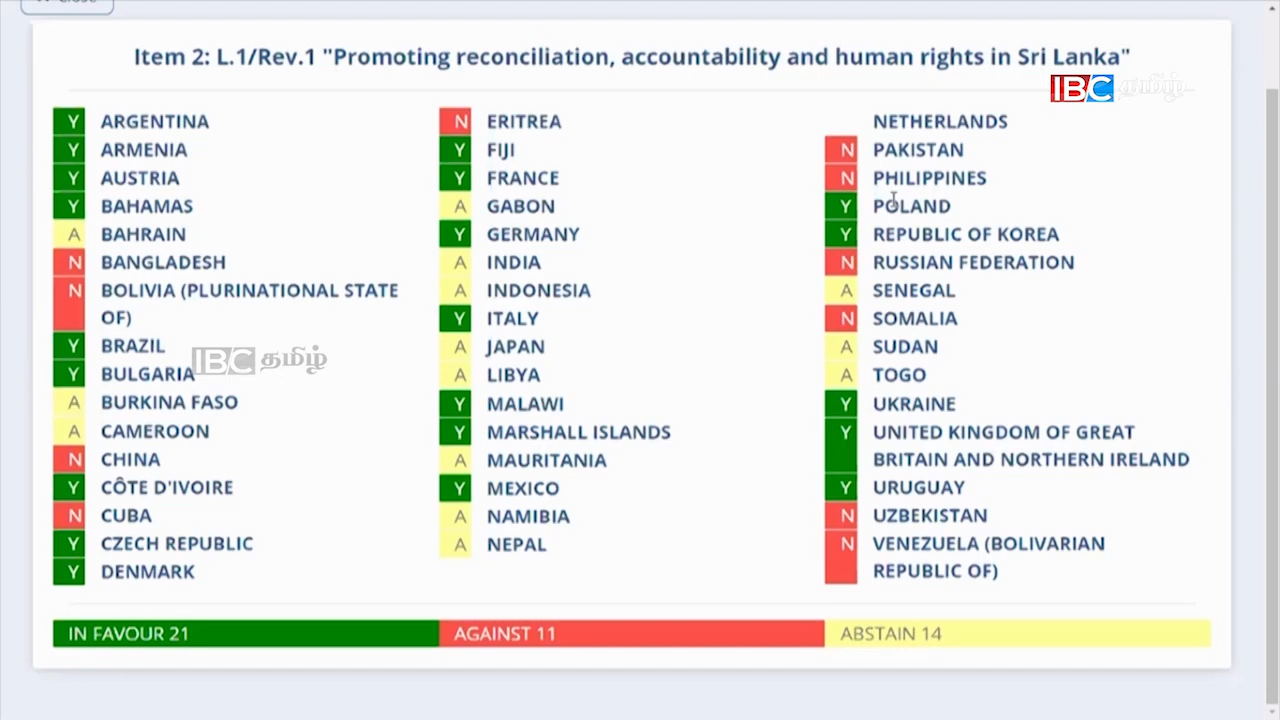 Close
Item 2: L.1/Rev.1 "Promoting reconciliation, accountability and human rights in Sri Lanka"
IBC தமிழ்
Y ARGENTINA
Y ARMENIA
Y AUSTRIA
Y BAHAMAS
A BAHRAIN
N BANGLADESH
N BOLIVIA (PLURINATIONAL STATE
OF)
Y BRAZIL
Y BULGARIA
A BURKINA FASO
A CAMEROON
N CHINA
Y CÔTE D'IVOIRE
N CUBA
Y CZECH REPUBLIC
Y DENMARK
IBC தமிழ்
N ERITREA
Y FIJI
Y FRANCE
A GABON
Y GERMANY
A INDIA
A INDONESIA
Y ITALY
A JAPAN
A LIBYA
Y MALAWI
Y MARSHALL ISLANDS
A MAURITANIA
Y MEXICO
A NAMIBIA
A NEPAL
NETHERLANDS
N PAKISTAN
N PHILIPPINES
Y POLAND
Y REPUBLIC OF KOREA
N RUSSIAN FEDERATION
A SENEGAL
N SOMALIA
A SUDAN
A TOGO
Y UKRAINE
Y UNITED KINGDOM OF GREAT
BRITAIN AND NORTHERN IRELAND
Y URUGUAY
N UZBEKISTAN
N VENEZUELA (BOLIVARIAN
REPUBLIC OF)
IN FAVOUR 21
AGAINST 11
ABSTAIN 14